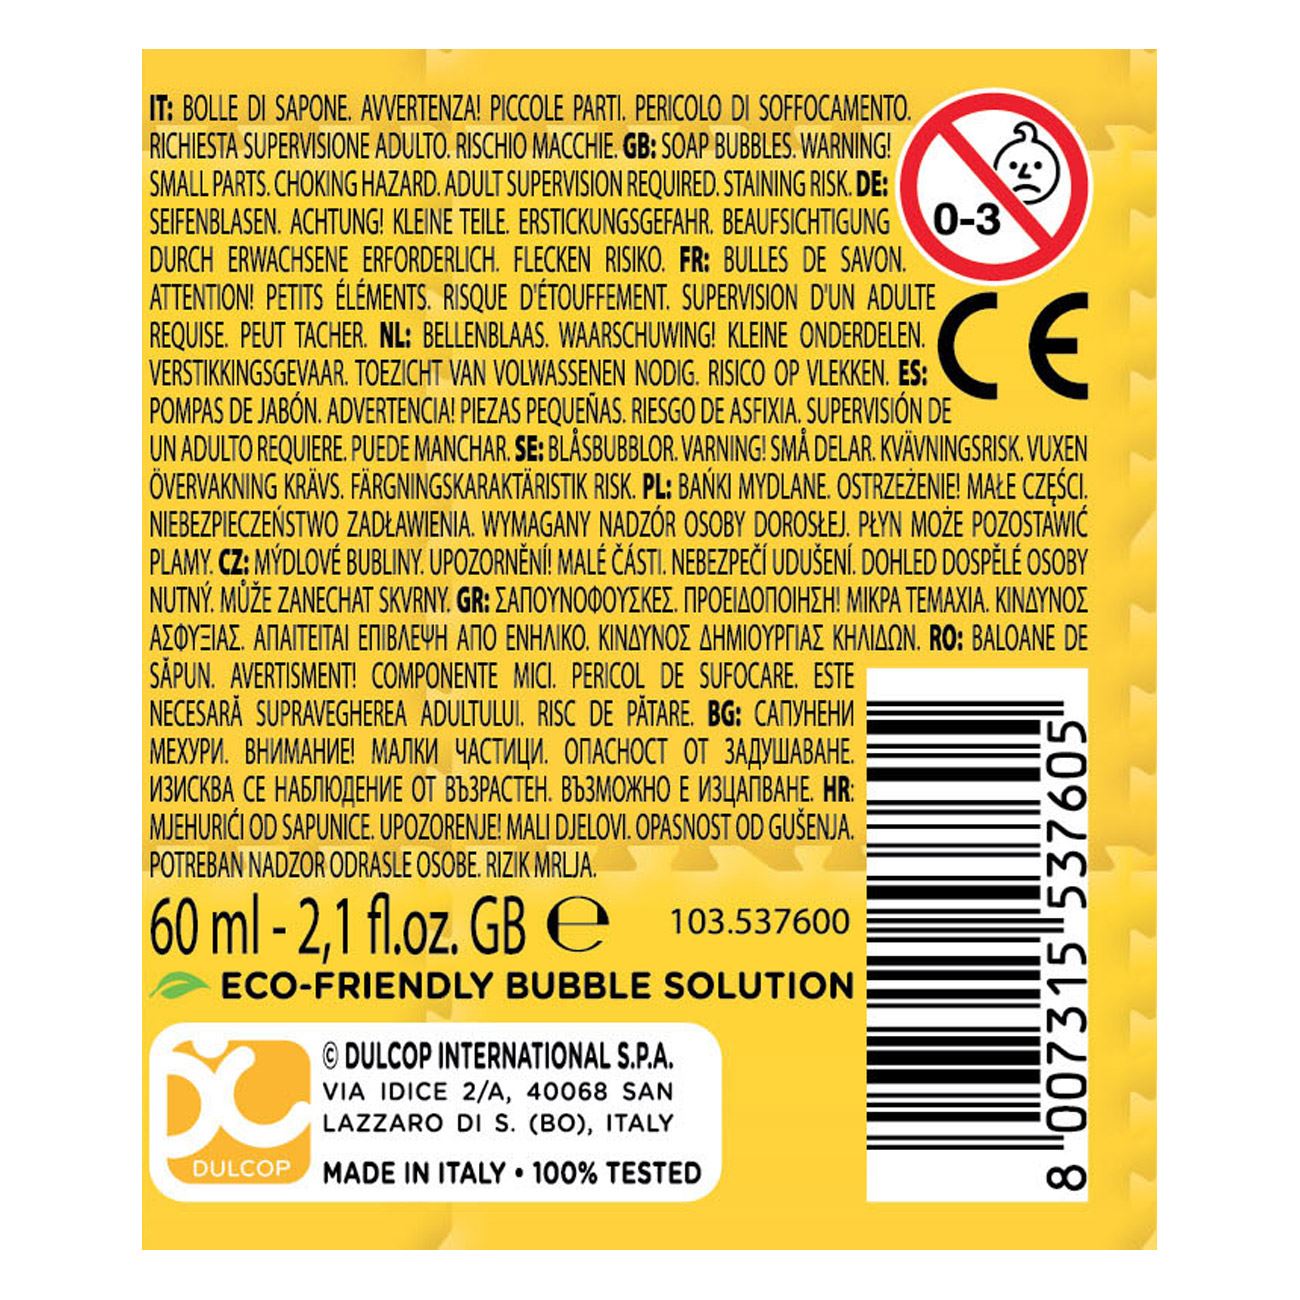 IT: BOLLE DI SAPONE. AVVERTENZA! PICCOLE PARTI. PERICOLO DI SOFFOCAMENTO.
RICHIESTA SUPERVISIONE ADULTO. RISCHIO MACCHIE. GB: SOAP BUBBLES. WARNING!
SMALL PARTS. CHOKING HAZARD. ADULT SUPERVISION REQUIRED. STAINING RISK. DE:
SEIFENBLASEN. ACHTUNG! KLEINE TEILE. ERSTICKUNGSGEFAHR. BEAUFSICHTIGUNG
DURCH ERWACHSENE ERFORDERLICH. FLECKEN RISIKO. FR: BULLES DE SAVON.
ATTENTION! PETITS ÉLÉMENTS. RISQUE D'ÉTOUFFEMENT. SUPERVISION D'UN ADULTE
REQUISE. PEUT TACHER. NL: BELLENBLAAS. WAARSCHUWING! KLEINE ONDERDELEN.
VERSTIKKINGSGEVAAR. TOEZICHT VAN VOLWASSENEN NODIG. RISICO OP VLEKKEN. ES:
POMPAS DE JABÓN. ADVERTENCIA! PIEZAS PEQUEÑAS. RIESGO DE ASFIXIA. SUPERVISIÓN DE
UN ADULTO REQUIERE. PUEDE MANCHAR. SE: BLÅSBUBBLOR. VARNING! SMÅ DELAR. KVÄVNINGSRISK. VUXEN
ÖVERVAKNING KRÄVS. FÄRGNINGSKARAKTÄRISTIK RISK. PL: BAŃKI MYDLANE. OSTRZEŻENIE! MAŁE CZĘŚCI.
NIEBEZPIECZEŃSTWO ZADŁAWIENIA. WYMAGANY NADZÓR OSOBY DOROSŁEJ. PŁYN MOŻE POZOSTAWIĆ
PLAMY. CZ: MÝDLOVÉ BUBLINY. UPOZORNĚNÍ! MALÉ ČÁSTI. NEBEZPEČÍ UDUŠENÍ. DOHLED DOSPĚLÉ OSOBY
NUTNÝ. MŮŽE ZANECHAT SKVRNY. GR: ΣΑΠΟΥΝΟΦΟΥΣΚΕΣ. ΠΡΟΕΙΔΟΠΟΙΗΣΗ! ΜΙΚΡΑ ΤΕΜΑΧΙΑ. ΚΙΝΔΥΝΟΣ
ΑΣΦΥΞΙΑΣ. ΑΠΑΙΤΕΙΤΑΙ ΕΠΙΒΛΕΨΗ ΑΠΟ ΕΝΗΛΙΚΟ. ΚΙΝΔΥΝΟΣ ΔΗΜΙΟΥΡΓΙΑΣ ΚΗΛΙΔΩΝ. RO: BALOANE DE
SĂPUN. AVERTISMENT! COMPONENTE MICI. PERICOL DE SUFOCARE. ESTE
NECESARĂ SUPRAVEGHEREA ADULTULUI. RISC DE PĂTARE. BG: САПУНЕНИ
МЕХУРИ. ВНИМАНИЕ! МАЛКИ ЧАСТИЦИ. ОПАСНОСТ ОТ ЗАДУШАВАНЕ.
ИЗИСКВА СЕ НАБЛЮДЕНИЕ ОТ ВЪЗРАСТЕН. ВЪЗМОЖНО Е ИЗЦАПВАНЕ. HR:
MJEHURIĆI OD SAPUNICE. UPOZORENJE! MALI DJELOVI. OPASNOST OD GUŠENJA.
POTREBAN NADZOR ODRASLE OSOBE. RIZIK MRLJA.
0-3
CE
60 ml - 2,1 fl.oz. GB ℮ 103.537600
ECO-FRIENDLY BUBBLE SOLUTION
© DULCOP INTERNATIONAL S.P.A.
VIA IDICE 2/A, 40068 SAN
LAZZARO DI S. (BO), ITALY
MADE IN ITALY • 100% TESTED
DC
DULCOP
8 007315 537605